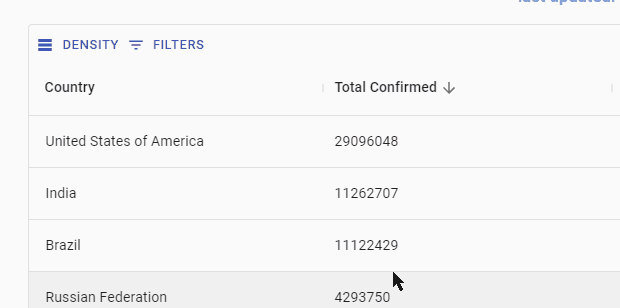 last updated:
DENSITY FILTERS
Country Total Confirmed
United States of America 29096048
India 11262707
Brazil 11122429
Russian Federation 4293750